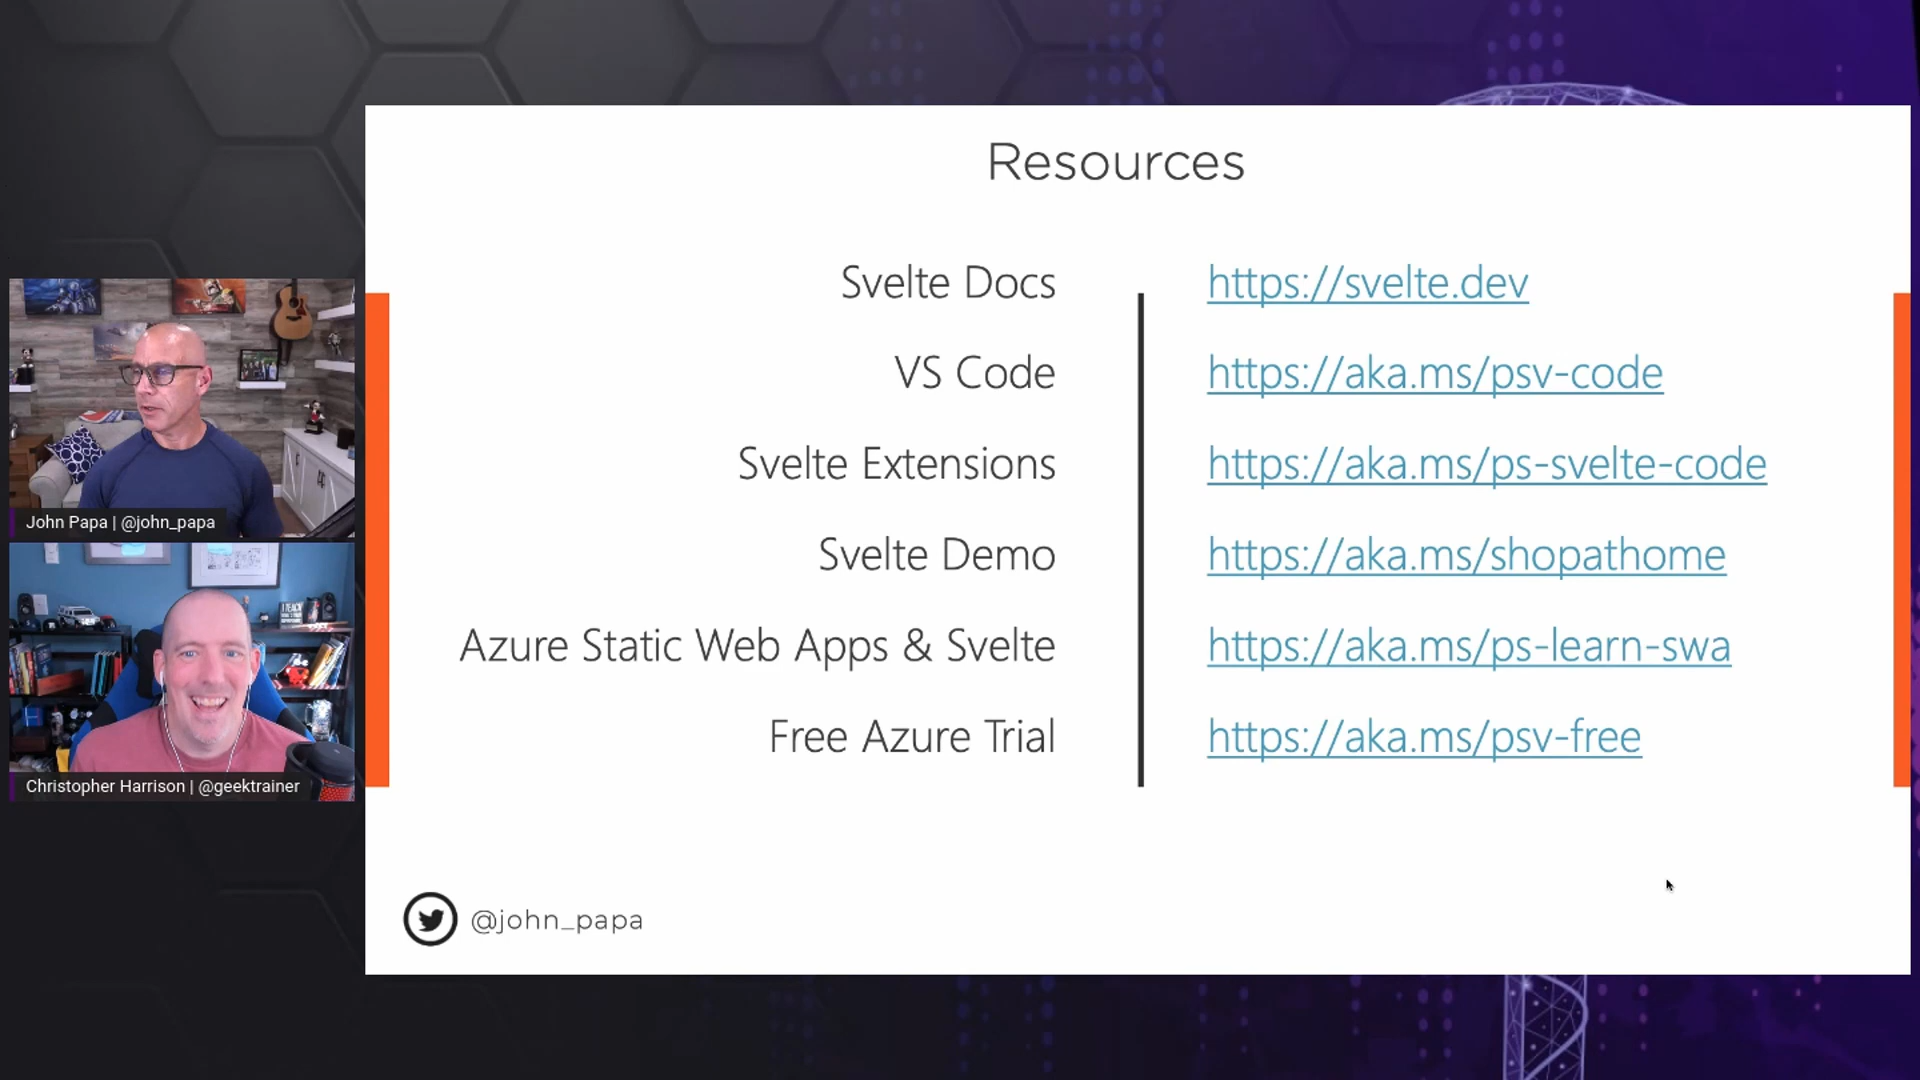 Resources
Svelte Docs https://svelte.dev
VS Code https://aka.ms/psv-code
Svelte Extensions https://aka.ms/ps-svelte-code
Svelte Demo https://aka.ms/shopathome
Azure Static Web Apps & Svelte https://aka.ms/ps-learn-swa
Free Azure Trial https://aka.ms/psv-free
@john_papa
John Papa | @john_papa
I TEACH
Christopher Harrison | @geektrainer